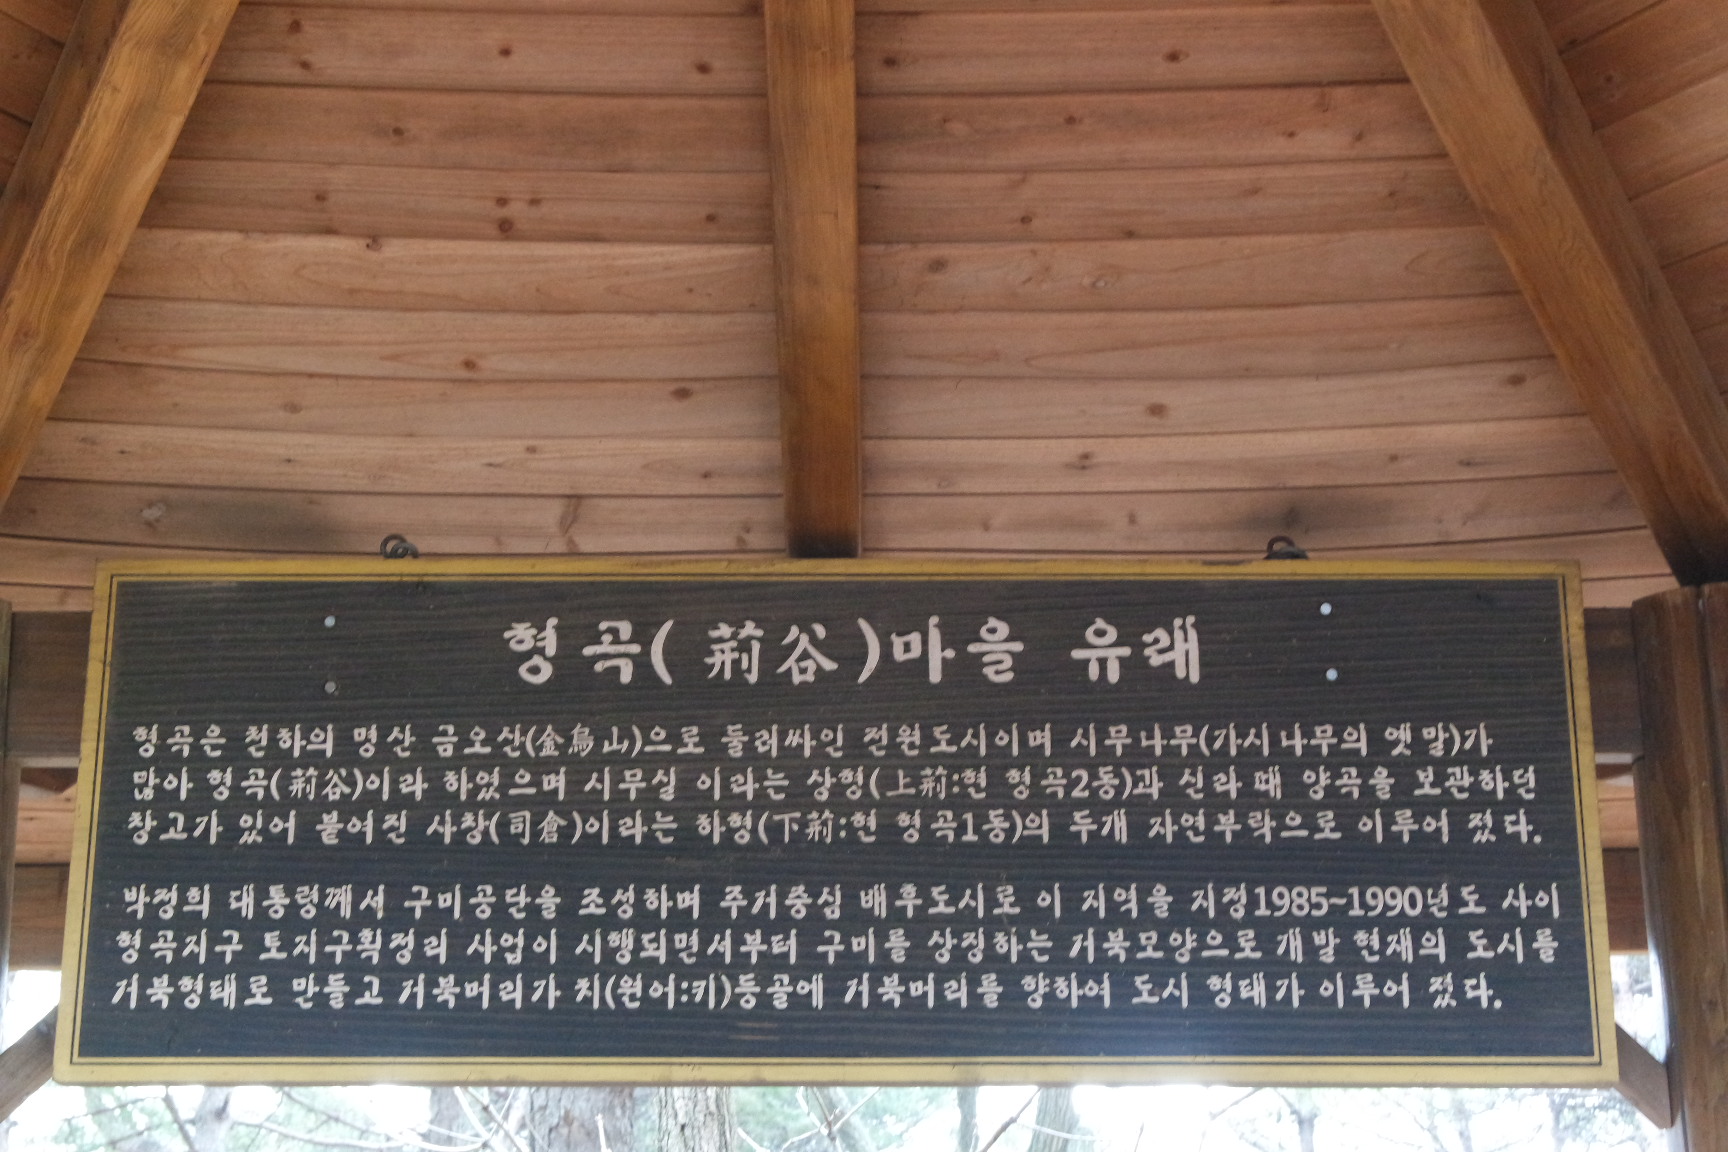 형곡(荊谷)마을 유래
형곡은 천하의 명산 금오산(金烏山)으로 둘러싸인 전원도시이며 시무나무(가시나무의 옛말)가
많아 형곡(荊谷)이라 하였으며 시무실 이라는 상형(上荊:현 형곡2동)과 신라 때 양곡을 보관하던
창고가 있어 붙여진 사창(司倉)이라는 하형(下荊:현 형곡1동)의 두개 자연부락으로 이루어 졌다.
박정희 대통령께서 구미공단을 조성하며 주거중심 배후도시로 이 지역을 지정1985~1990년도 사이
형곡지구 토지구획정리 사업이 시행되면서부터 구미를 상징하는 거북모양으로 개발 현재의 도시를
거북형태로 만들고 거북머리가 치(원어:키)등골에 거북머리를 향하여 도시 형태가 이루어 졌다.